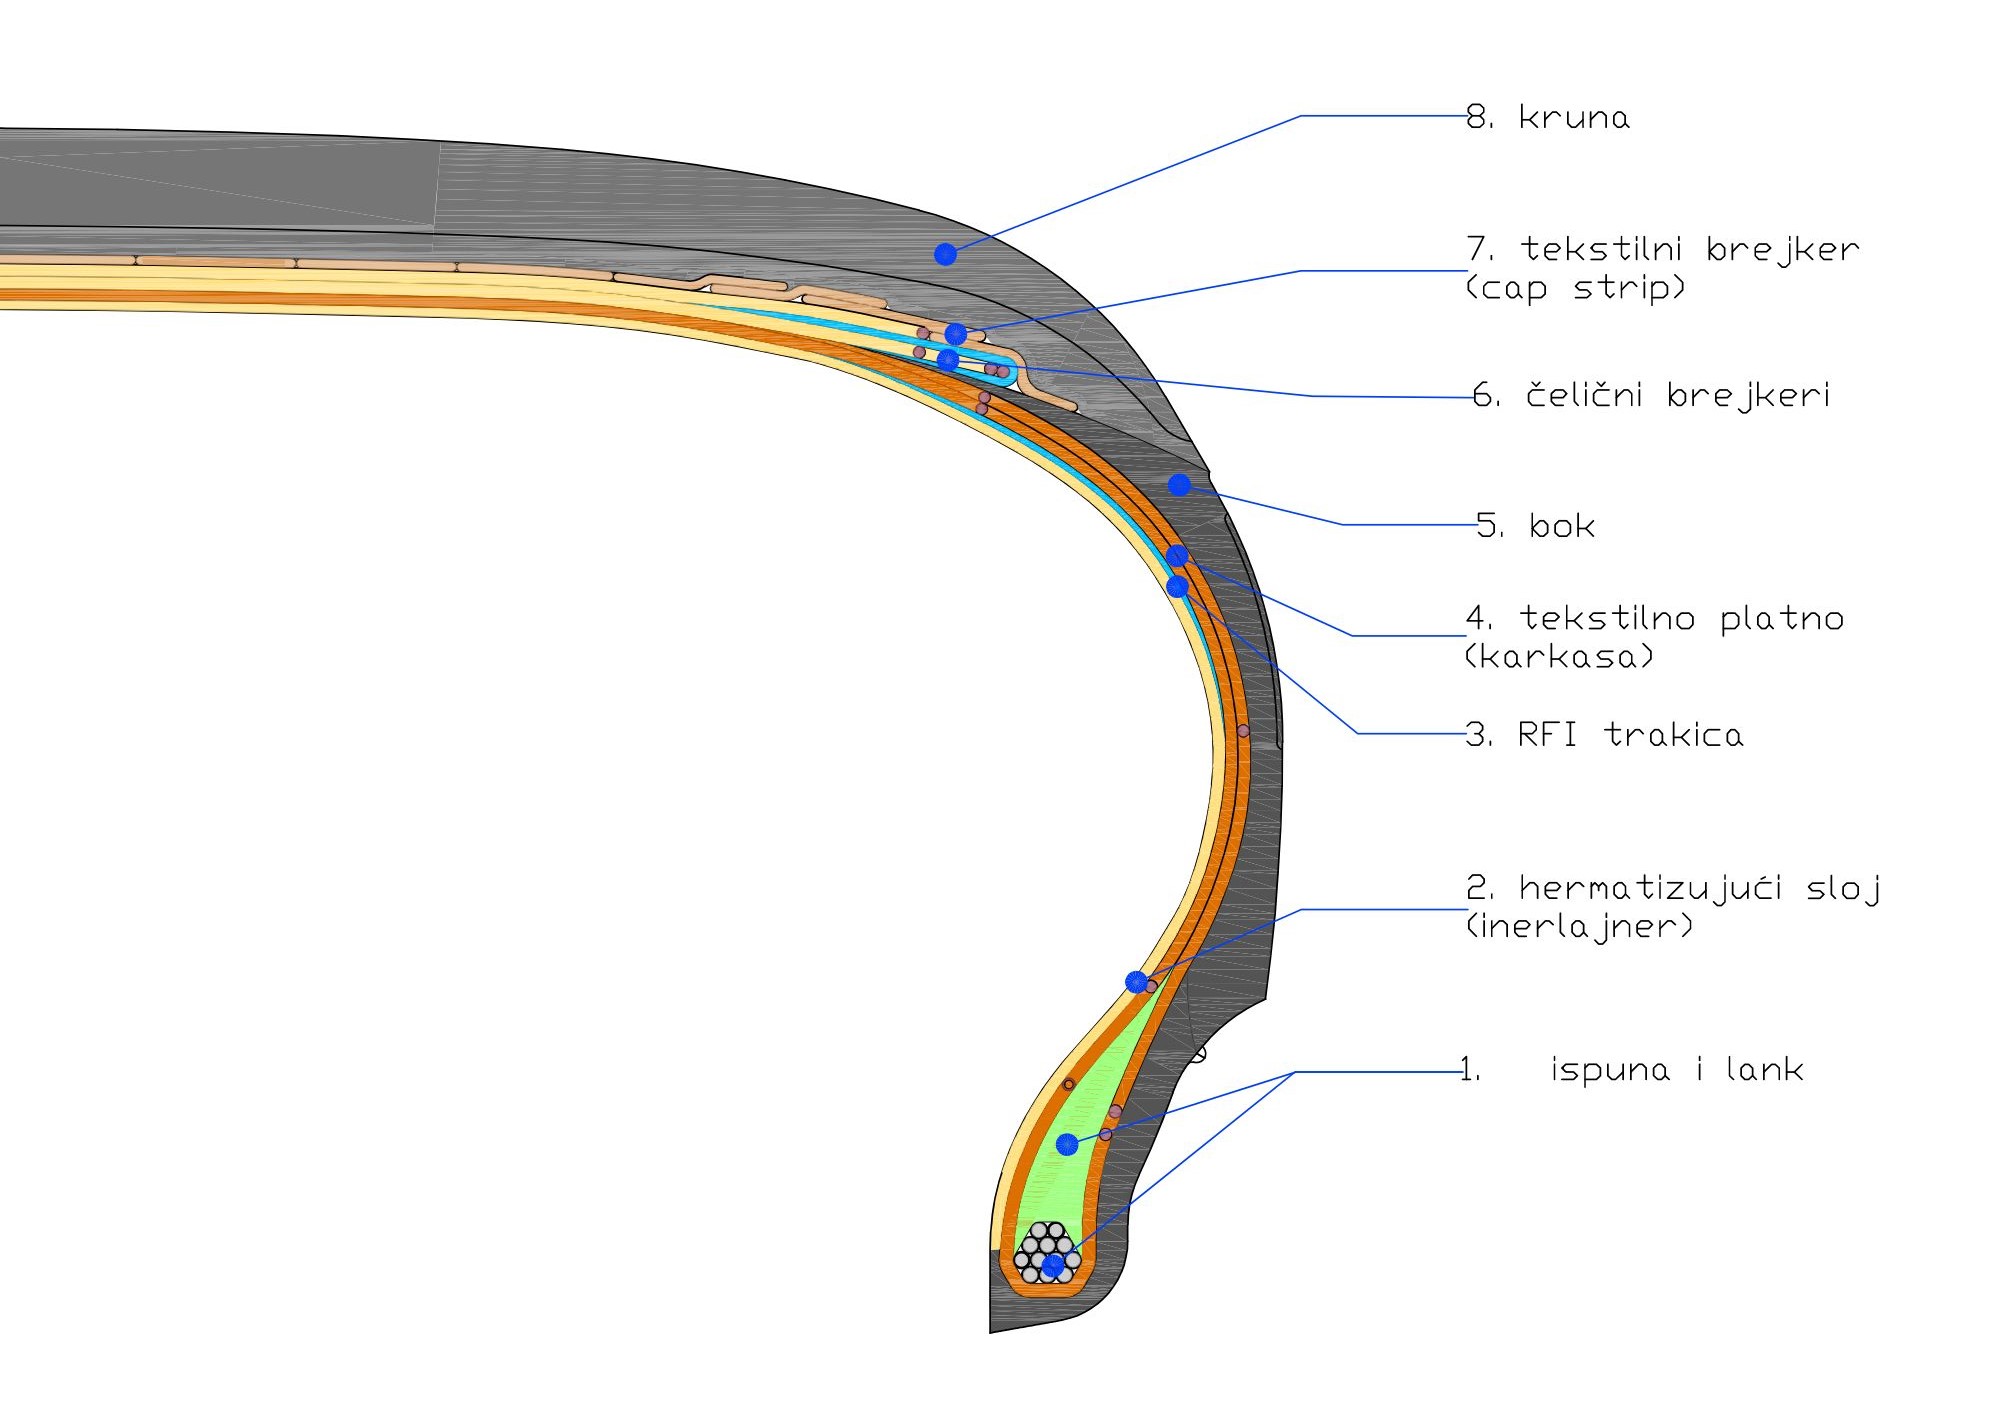 8. kruna
7. tekstilni brejker
(cap strip)
6. čelični brejkeri
5. bok
4. tekstilno platno
(karkasa)
3. RFI trakica
2. hermatizujući sloj
(inerlajner)
1. ispuna i lank